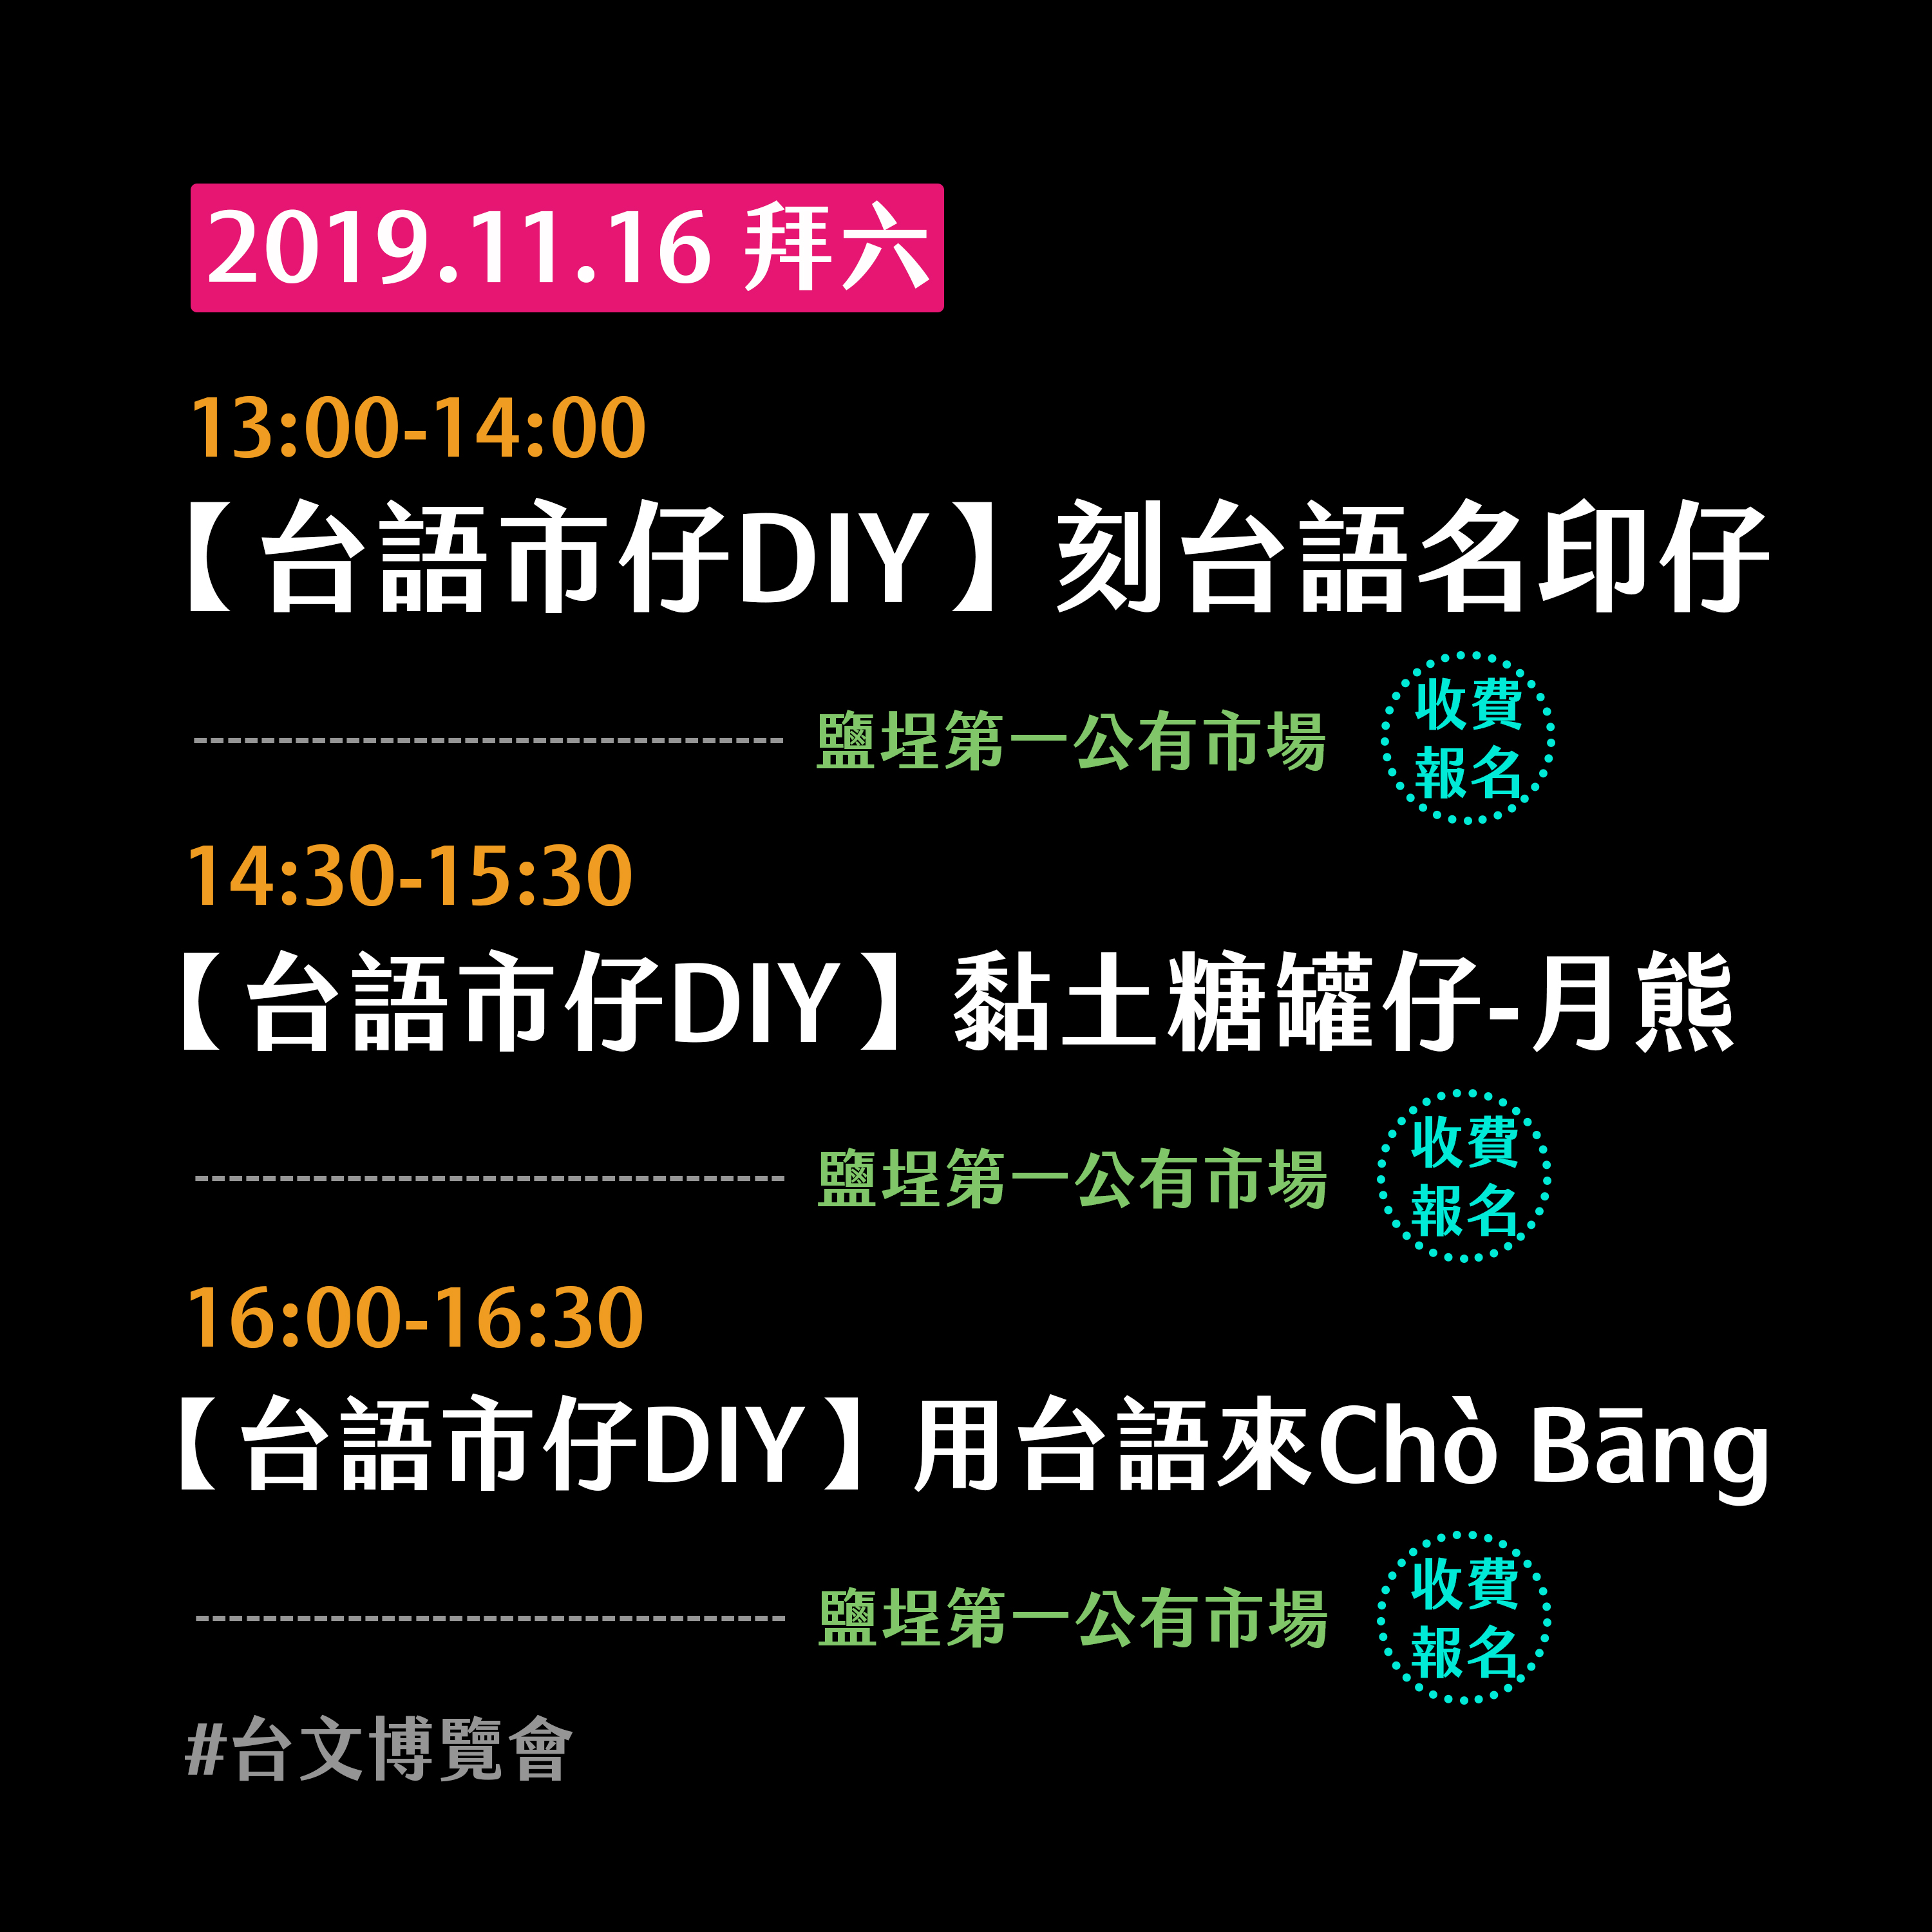 2019.11.16 拜六
13:00-14:00
【台語市仔DIY】刻台語名印仔
鹽埕第一公有市場
收費
報名
14:30-15:30
【台語市仔DIY】黏土糖罐仔-月熊
鹽埕第一公有市場
收費
報名
16:00-16:30
【台語市仔DIY】用台語來Chò Bāng
鹽埕第一公有市場
收費
報名
#台文博覽會